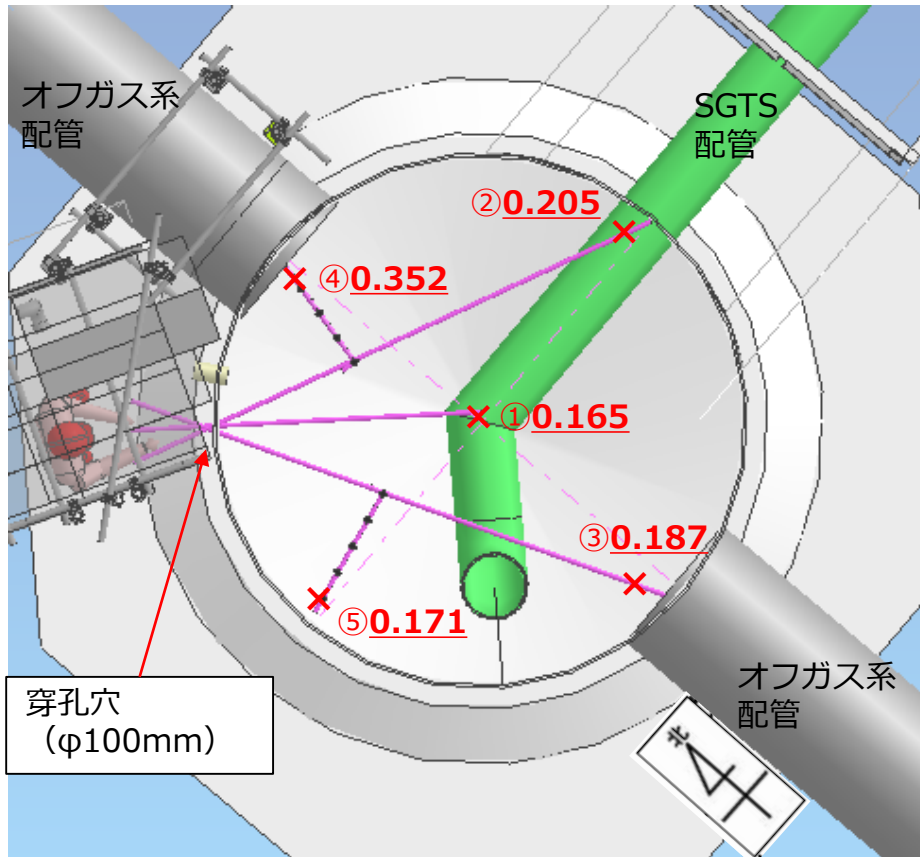 オフガス系
配管
SGTS
配管
②0.205
④0.352
①0.165
③0.187
⑤0.171
穿孔穴
（φ100mm）
オフガス系
配管
北